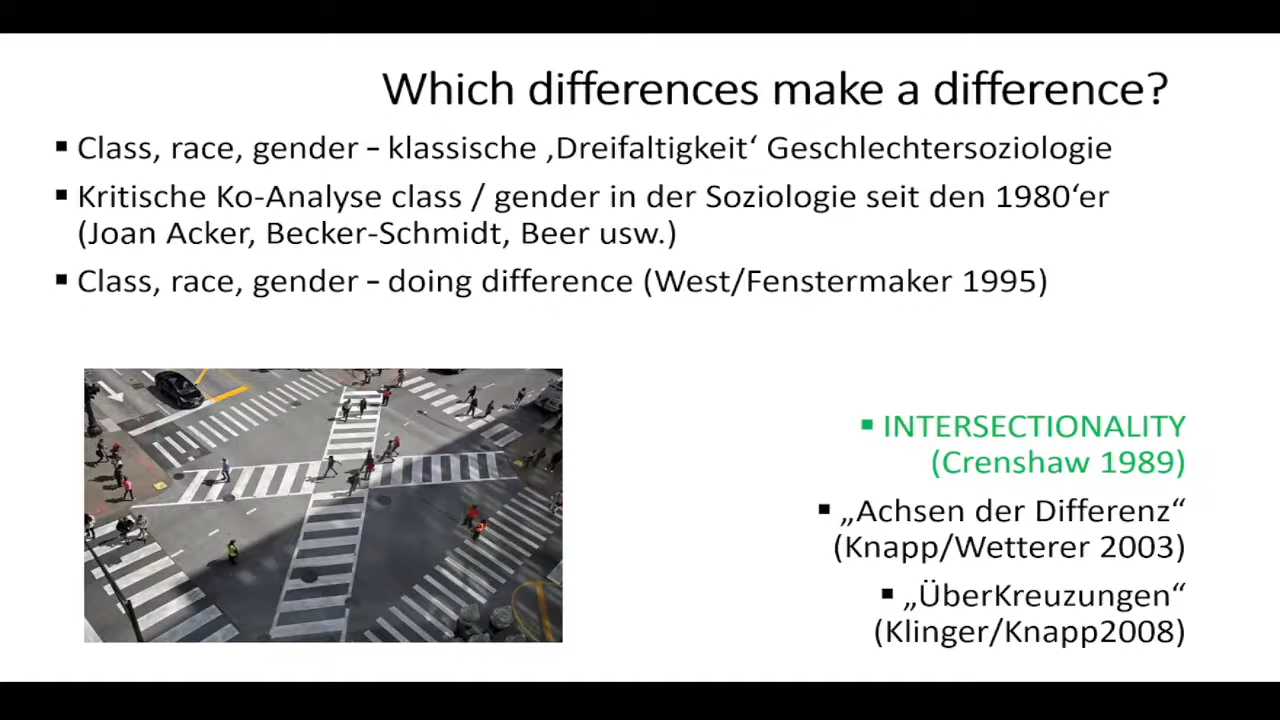 Which differences make a difference?
▪ Class, race, gender – klassische ‚Dreifaltigkeit‘ Geschlechtersoziologie
▪ Kritische Ko-Analyse class / gender in der Soziologie seit den 1980‘er
(Joan Acker, Becker-Schmidt, Beer usw.)
▪ Class, race, gender – doing difference (West/Fenstermaker 1995)
▪ INTERSECTIONALITY
(Crenshaw 1989)
▪ „Achsen der Differenz“
(Knapp/Wetterer 2003)
▪ „ÜberKreuzungen“
(Klinger/Knapp2008)